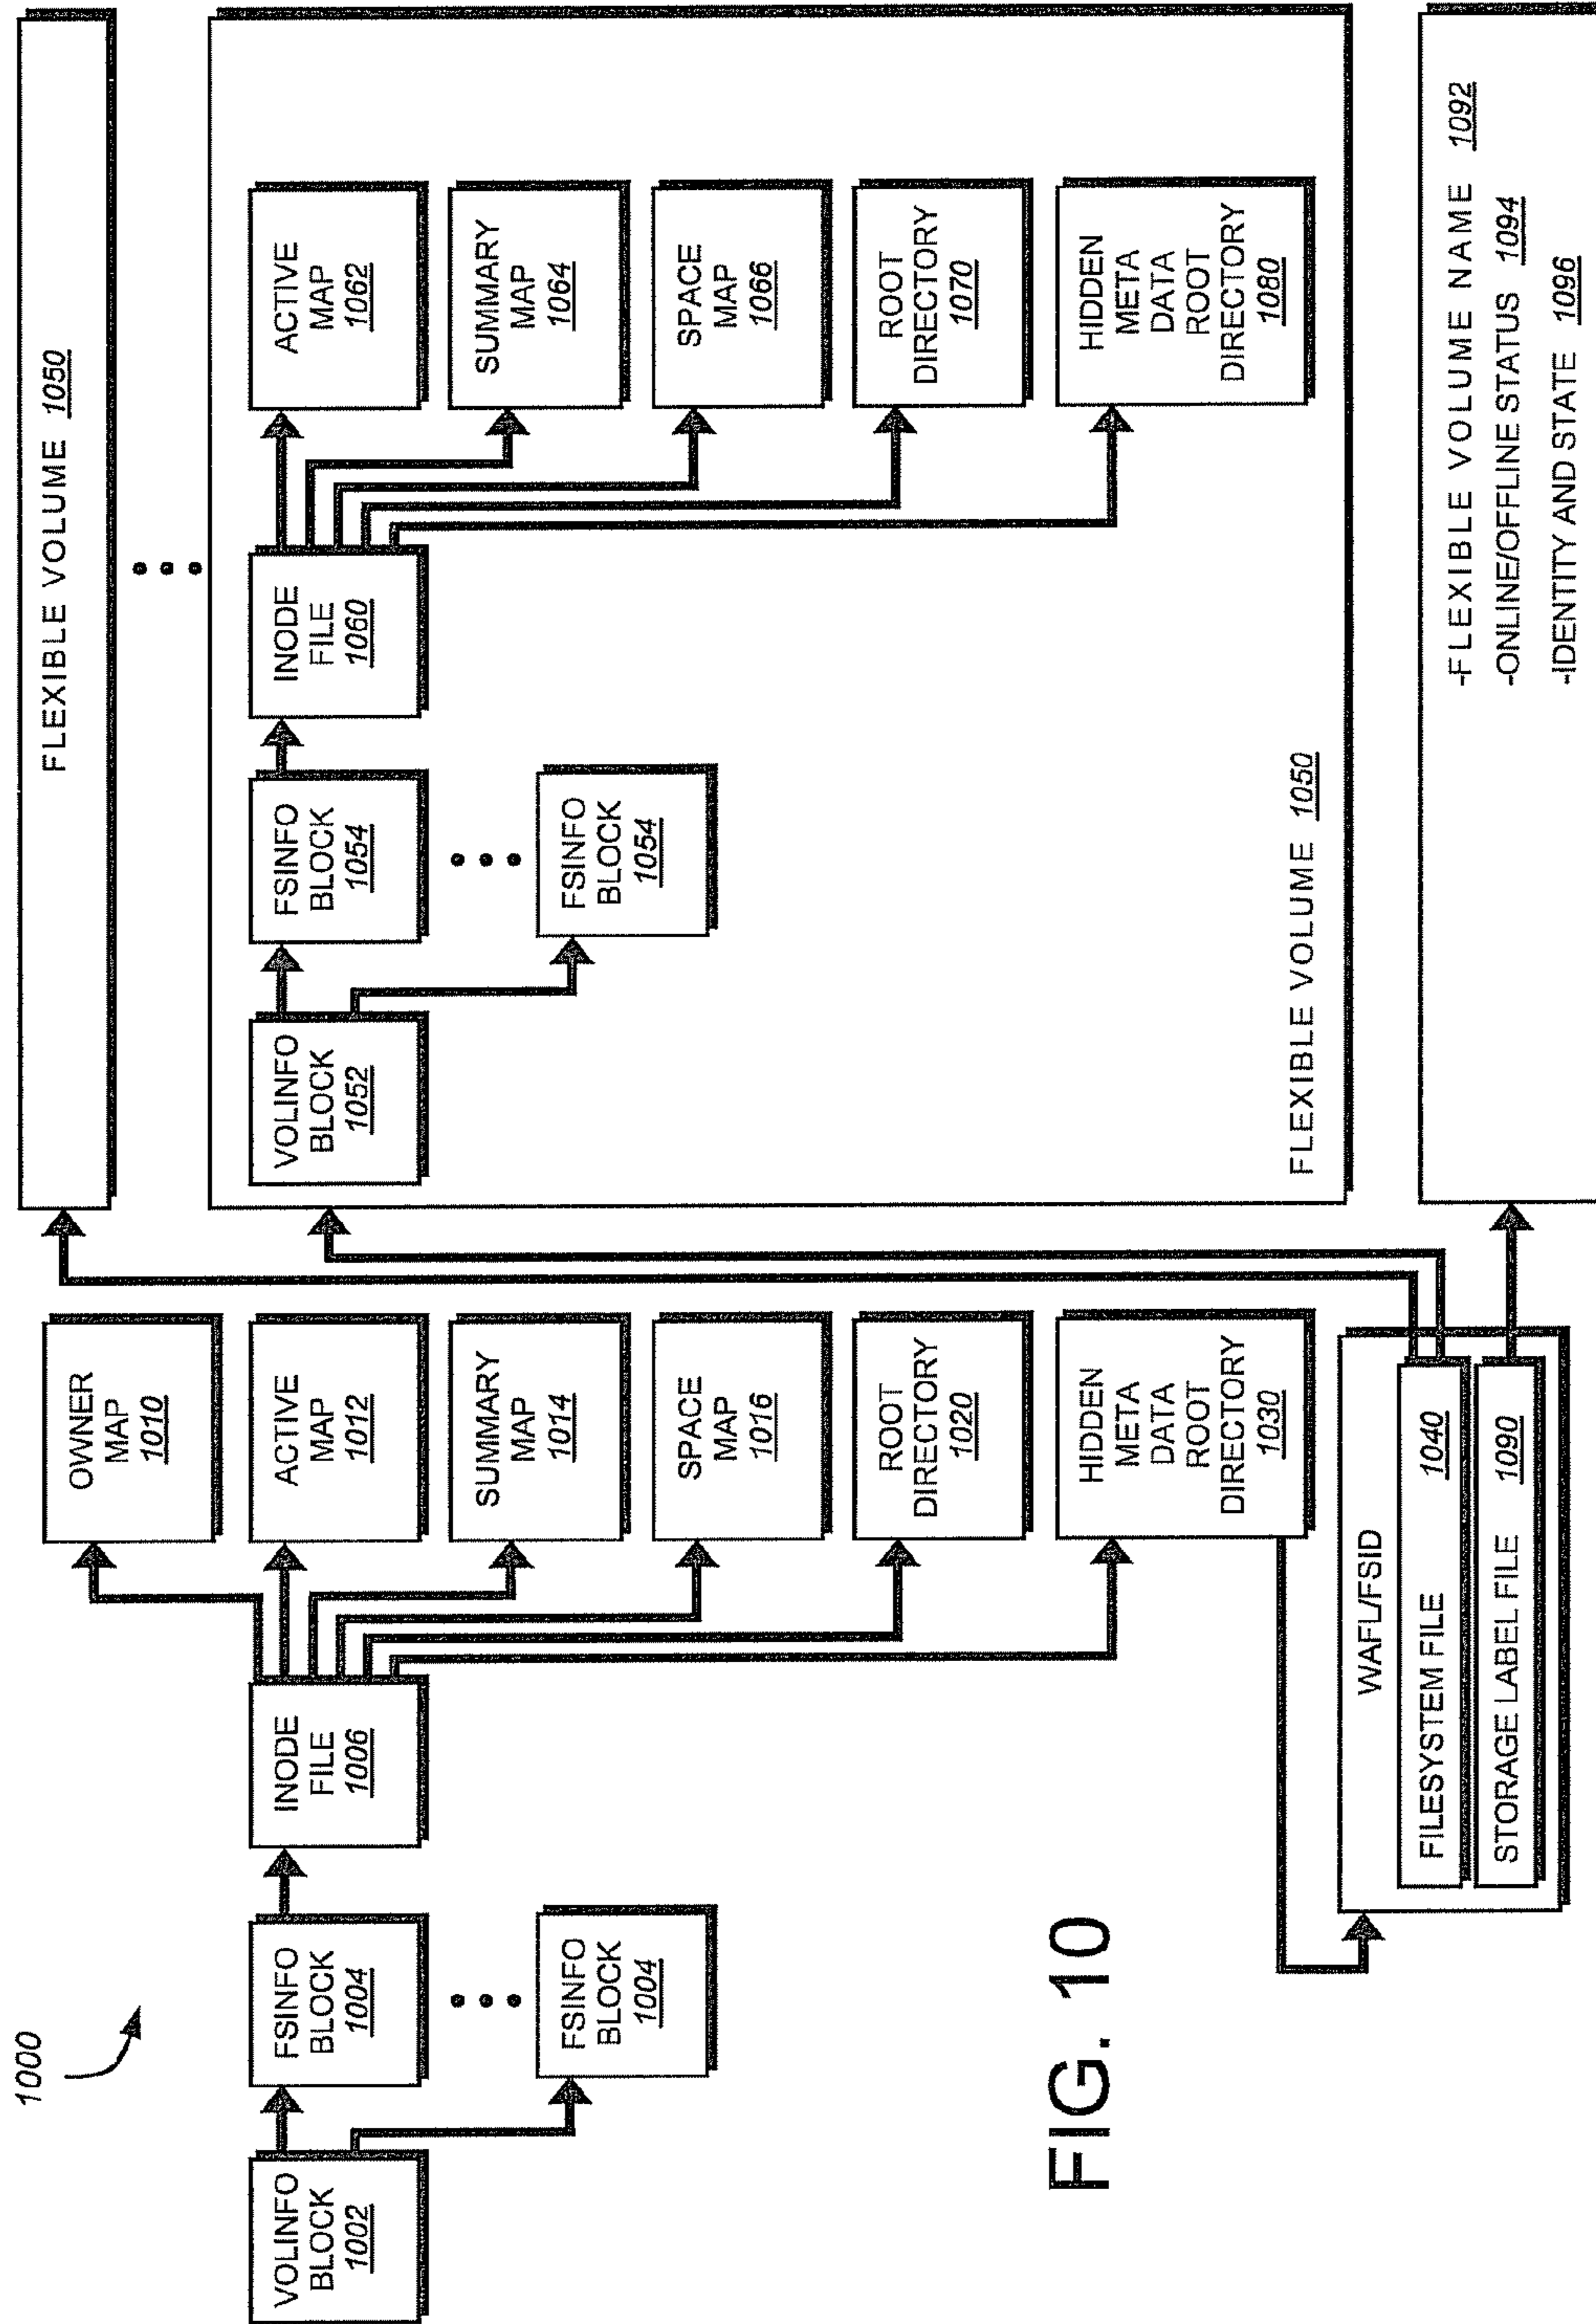 1000
VOLINFO
BLOCK
1002
FSINFO
BLOCK
1004
FSINFO
BLOCK
1004
INODE
FILE
1006
OWNER
MAP
1010
ACTIVE
MAP
1012
SUMMARY
MAP
1014
SPACE
MAP
1016
ROOT
DIRECTORY
1020
HIDDEN
META
DATA
ROOT
DIRECTORY
1030
WAFL/FSID
FILESYSTEM FILE 1040
STORAGE LABEL FILE 1090
FLEXIBLE VOLUME 1050
VOLINFO
BLOCK
1052
FSINFO
BLOCK
1054
FSINFO
BLOCK
1054
INODE
FILE
1060
ACTIVE
MAP
1062
SUMMARY
MAP
1064
SPACE
MAP
1066
ROOT
DIRECTORY
1070
HIDDEN
META
DATA
ROOT
DIRECTORY
1080
FLEXIBLE VOLUME 1050
-FLEXIBLE VOLUME NAME 1092
-ONLINE/OFFLINE STATUS 1094
-IDENTITY AND STATE 1096
FIG. 10